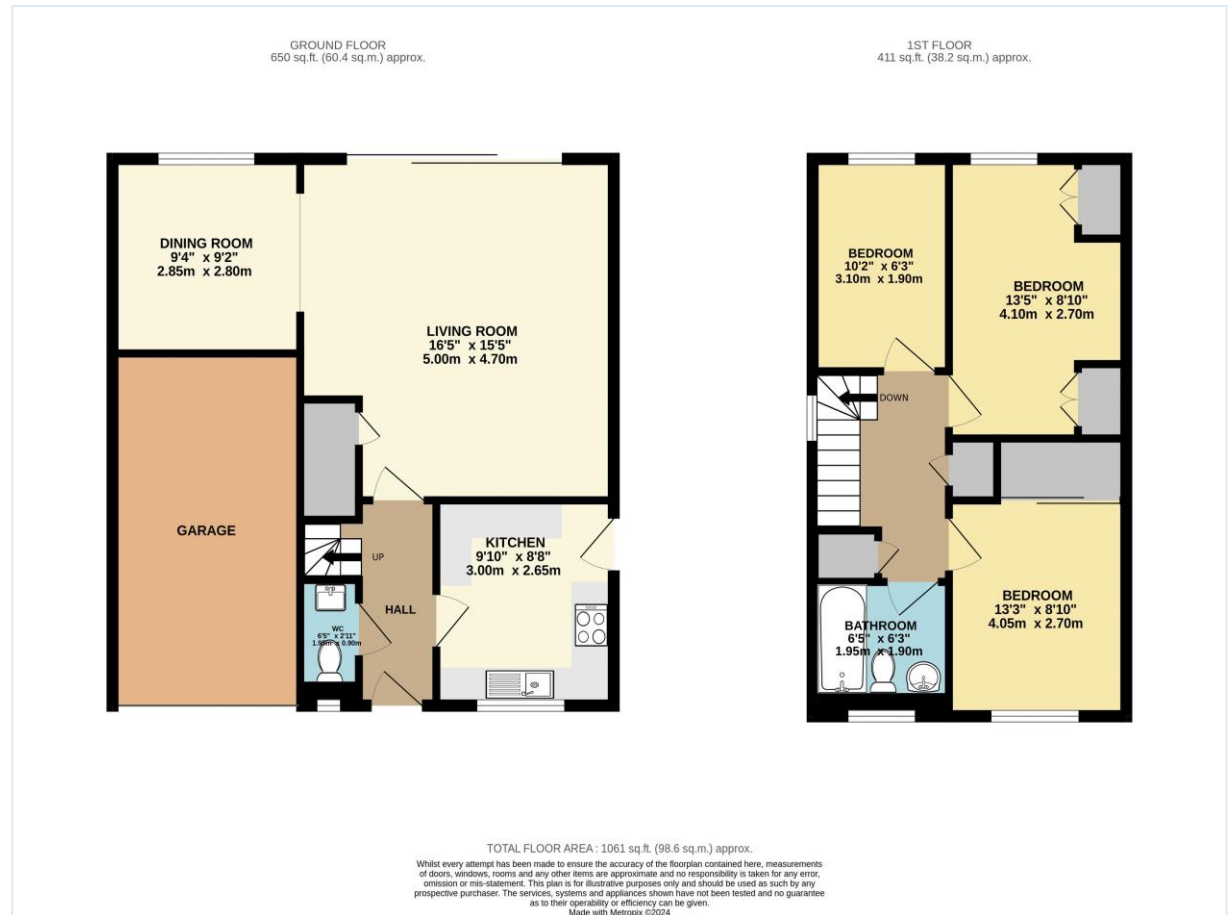 GROUND FLOOR
650 sq.ft. (60.4 sq.m.) approx.
1ST FLOOR
411 sq.ft. (38.2 sq.m.) approx.
DINING ROOM
9'4" x 9'2"
2.85m x 2.80m
LIVING ROOM
16'5" x 15'5"
5.00m x 4.70m
GARAGE
UP
HALL
WC
6'5" x 2'11"
1.95m x 0.90m
KITCHEN
9'10" x 8'8"
3.00m x 2.65m
BEDROOM
10'2" x 6'3"
3.10m x 1.90m
BEDROOM
13'5" x 8'10"
4.10m x 2.70m
DOWN
BATHROOM
6'5" x 6'3"
1.95m x 1.90m
BEDROOM
13'3" x 8'10"
4.05m x 2.70m
TOTAL FLOOR AREA : 1061 sq.ft. (98.6 sq.m.) approx.
Whilst every attempt has been made to ensure the accuracy of the floorplan contained here, measurements
of doors, windows, rooms and any other items are approximate and no responsibility is taken for any error,
omission or mis-statement. This plan is for illustrative purposes only and should be used as such by any
prospective purchaser. The services, systems and appliances shown have not been tested and no guarantee
as to their operability or efficiency can be given.
Made with Metropix ©2024